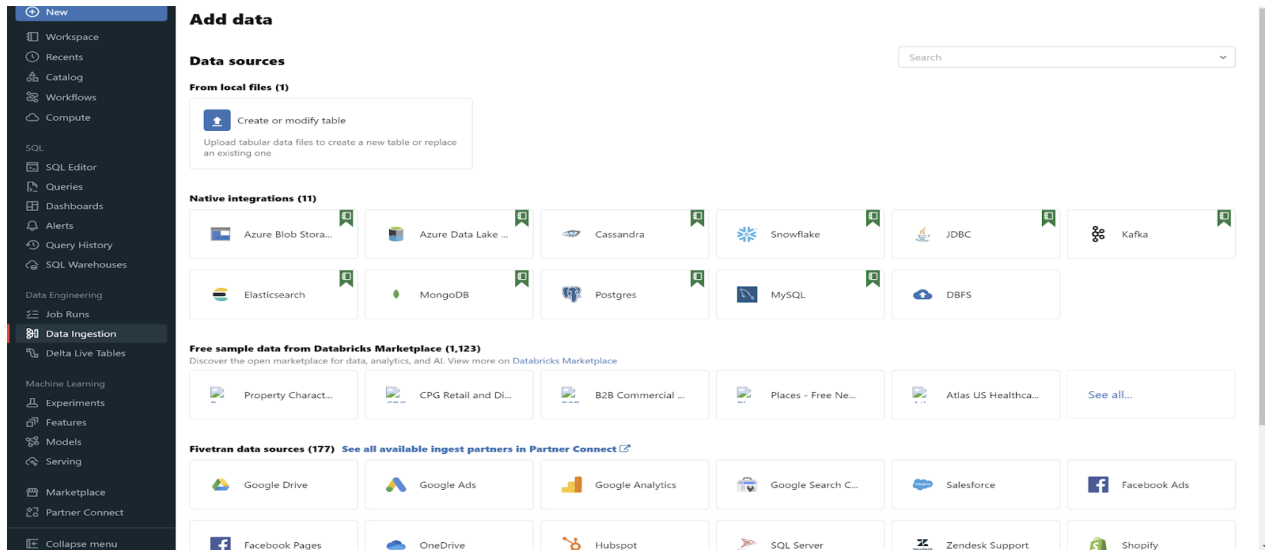 New
Workspace
Recents
Catalog
Workflows
Compute
SQL
SQL Editor
Queries
Dashboards
Alerts
Query History
SQL Warehouses
Data Engineering
Job Runs
Data Ingestion
Delta Live Tables
Machine Learning
Experiments
Features
Models
Serving
Marketplace
Partner Connect
Collapse menu
Add data
Data sources
Search
From local files (1)
Create or modify table
Upload tabular data files to create a new table or replace
an existing one
Native integrations (11)
Azure Blob Stora...
Azure Data Lake ...
Cassandra
Snowflake
JDBC
Kafka
Elasticsearch
MongoDB
Postgres
MySQL
DBFS
Free sample data from Databricks Marketplace (1,123)
Discover the open marketplace for data, analytics, and AI. View more on Databricks Marketplace
Property Charact...
CPG Retail and Di...
B2B Commercial ...
Places - Free Ne...
Atlas US Healthca...
See all...
Fivetran data sources (177) See all available ingest partners in Partner Connect
Google Drive
Google Ads
Google Analytics
Google Search C...
Salesforce
Facebook Ads
Facebook Pages
OneDrive
Hubspot
SQL Server
Zendesk Support
Shopify